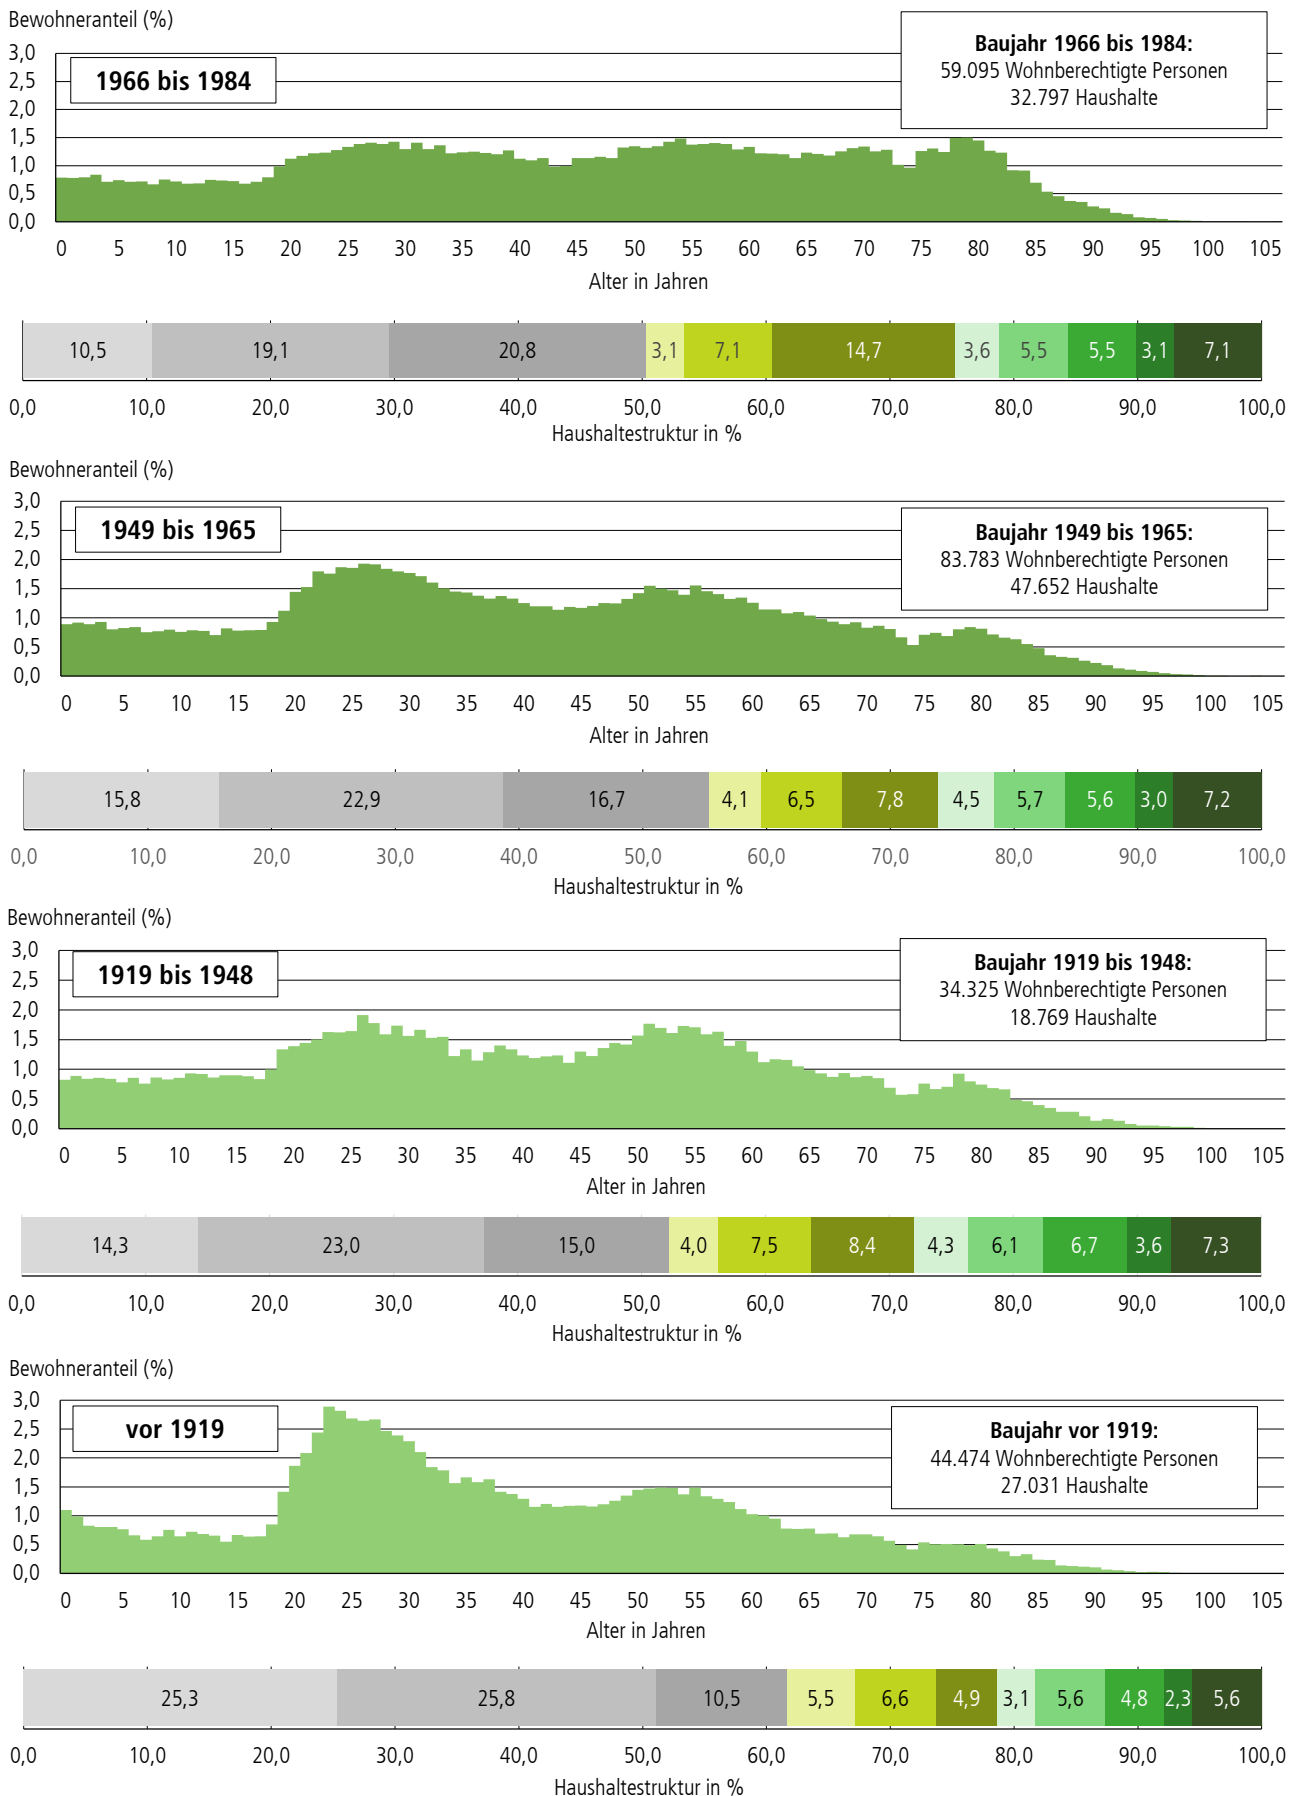 Bewohneranteil (%)
3,0
2,5
2,0
1,5
1,0
0,5
0,0
1966 bis 1984
Baujahr 1966 bis 1984:
59.095 Wohnberechtigte Personen
32.797 Haushalte
0 5 10 15 20 25 30 35 40 45 50 55 60 65 70 75 80 85 90 95 100 105
Alter in Jahren
10,5 19,1 20,8 3,1 7,1 14,7 3,6 5,5 5,5 3,1 7,1
0,0 10,0 20,0 30,0 40,0 50,0 60,0 70,0 80,0 90,0 100,0
Haushaltestruktur in %
Bewohneranteil (%)
3,0
2,5
2,0
1,5
1,0
0,5
0,0
1949 bis 1965
Baujahr 1949 bis 1965:
83.783 Wohnberechtigte Personen
47.652 Haushalte
0 5 10 15 20 25 30 35 40 45 50 55 60 65 70 75 80 85 90 95 100 105
Alter in Jahren
15,8 22,9 16,7 4,1 6,5 7,8 4,5 5,7 5,6 3,0 7,2
0,0 10,0 20,0 30,0 40,0 50,0 60,0 70,0 80,0 90,0 100,0
Haushaltestruktur in %
Bewohneranteil (%)
3,0
2,5
2,0
1,5
1,0
0,5
0,0
1919 bis 1948
Baujahr 1919 bis 1948:
34.325 Wohnberechtigte Personen
18.769 Haushalte
0 5 10 15 20 25 30 35 40 45 50 55 60 65 70 75 80 85 90 95 100 105
Alter in Jahren
14,3 23,0 15,0 4,0 7,5 8,4 4,3 6,1 6,7 3,6 7,3
0,0 10,0 20,0 30,0 40,0 50,0 60,0 70,0 80,0 90,0 100,0
Haushaltestruktur in %
Bewohneranteil (%)
3,0
2,5
2,0
1,5
1,0
0,5
0,0
vor 1919
Baujahr vor 1919:
44.474 Wohnberechtigte Personen
27.031 Haushalte
0 5 10 15 20 25 30 35 40 45 50 55 60 65 70 75 80 85 90 95 100 105
Alter in Jahren
25,3 25,8 10,5 5,5 6,6 4,9 3,1 5,6 4,8 2,3 5,6
0,0 10,0 20,0 30,0 40,0 50,0 60,0 70,0 80,0 90,0 100,0
Haushaltestruktur in %